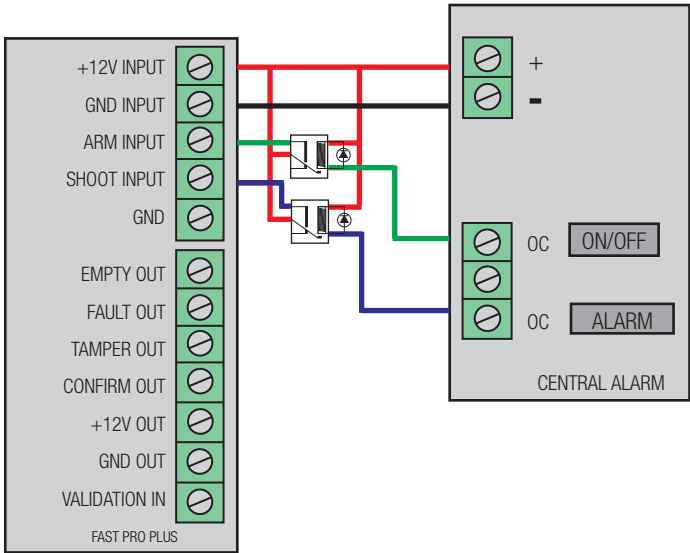 +12V INPUT
GND INPUT
ARM INPUT
SHOOT INPUT
GND
EMPTY OUT
FAULT OUT
TAMPER OUT
CONFIRM OUT
+12V OUT
GND OUT
VALIDATION IN
FAST PRO PLUS
+
-
OC ON/OFF
OC ALARM
CENTRAL ALARM